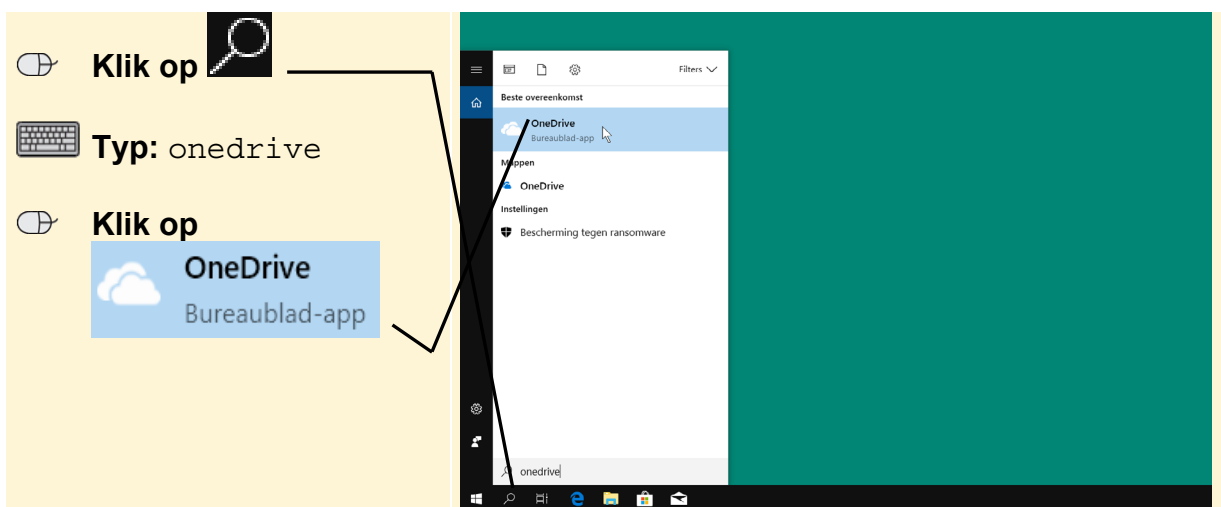 Klik op
Typ: onedrive
Klik op
OneDrive
Bureaublad-app
Filters
Beste overeenkomst
OneDrive
Bureaublad-app
Mappen
OneDrive
Instellingen
Bescherming tegen ransomware
onedrive